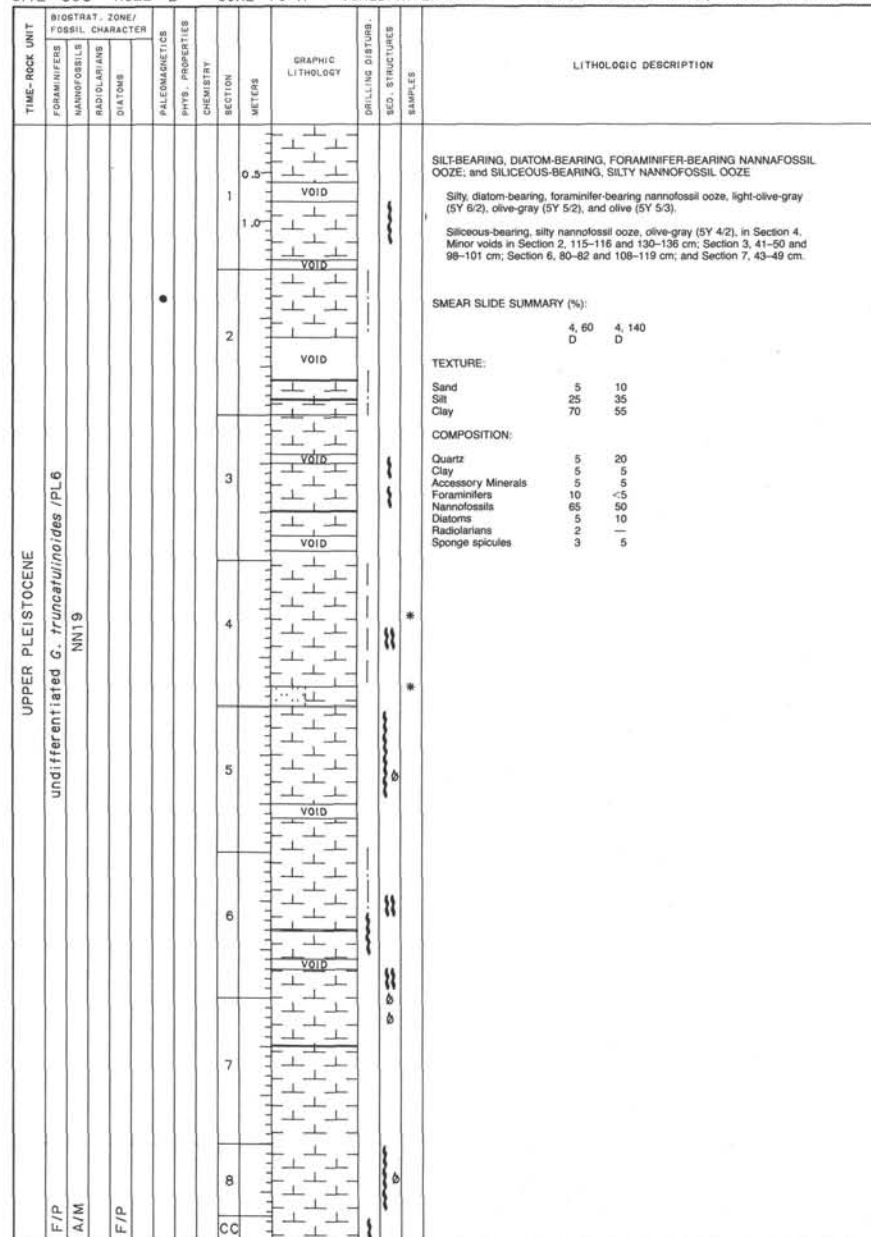 TIME-ROCK UNIT
BIOSTRAT. ZONE/
FOSSIL CHARACTER
FORAMINIFERS
NANNOFOSSILS
RADIOLARIANS
DIATOMS
PALEOMAGNETICS
PHYS. PROPERTIES
CHEMISTRY
SECTION
METERS
GRAPHIC
LITHOLOGY
DRILLING DISTURB.
SED. STRUCTURES
SAMPLES
LITHOLOGIC DESCRIPTION
UPPER PLEISTOCENE
undifferentiated G. truncatulinoides /PL6
NN19
F/P
A/M
F/P
1
0.5
VOID
1.0
VOID
2
VOID
3
VOID
VOID
4
*
*
5
VOID
6
VOID
7
8
CC
SILT-BEARING, DIATOM-BEARING, FORAMINIFER-BEARING NANNAFOSSIL
OOZE; and SILICEOUS-BEARING, SILTY NANNOFOSSIL OOZE
Silty, diatom-bearing, foraminifer-bearing nannofossil ooze, light-olive-gray
(5Y 6/2), olive-gray (5Y 5/2), and olive (5Y 5/3).
Siliceous-bearing, silty nannofossil ooze, olive-gray (5Y 4/2), in Section 4.
Minor voids in Section 2, 115–116 and 130–136 cm; Section 3, 41–50 and
98–101 cm; Section 6, 80–82 and 108–119 cm; and Section 7, 43–49 cm.
SMEAR SLIDE SUMMARY (%):
4, 60 4, 140
D D
TEXTURE:
Sand 5 10
Silt 25 35
Clay 70 55
COMPOSITION:
Quartz 5 20
Clay 5 5
Accessory Minerals 5 5
Foraminifers 10 <5
Nannofossils 65 50
Diatoms 5 10
Radiolarians 2 —
Sponge spicules 3 5